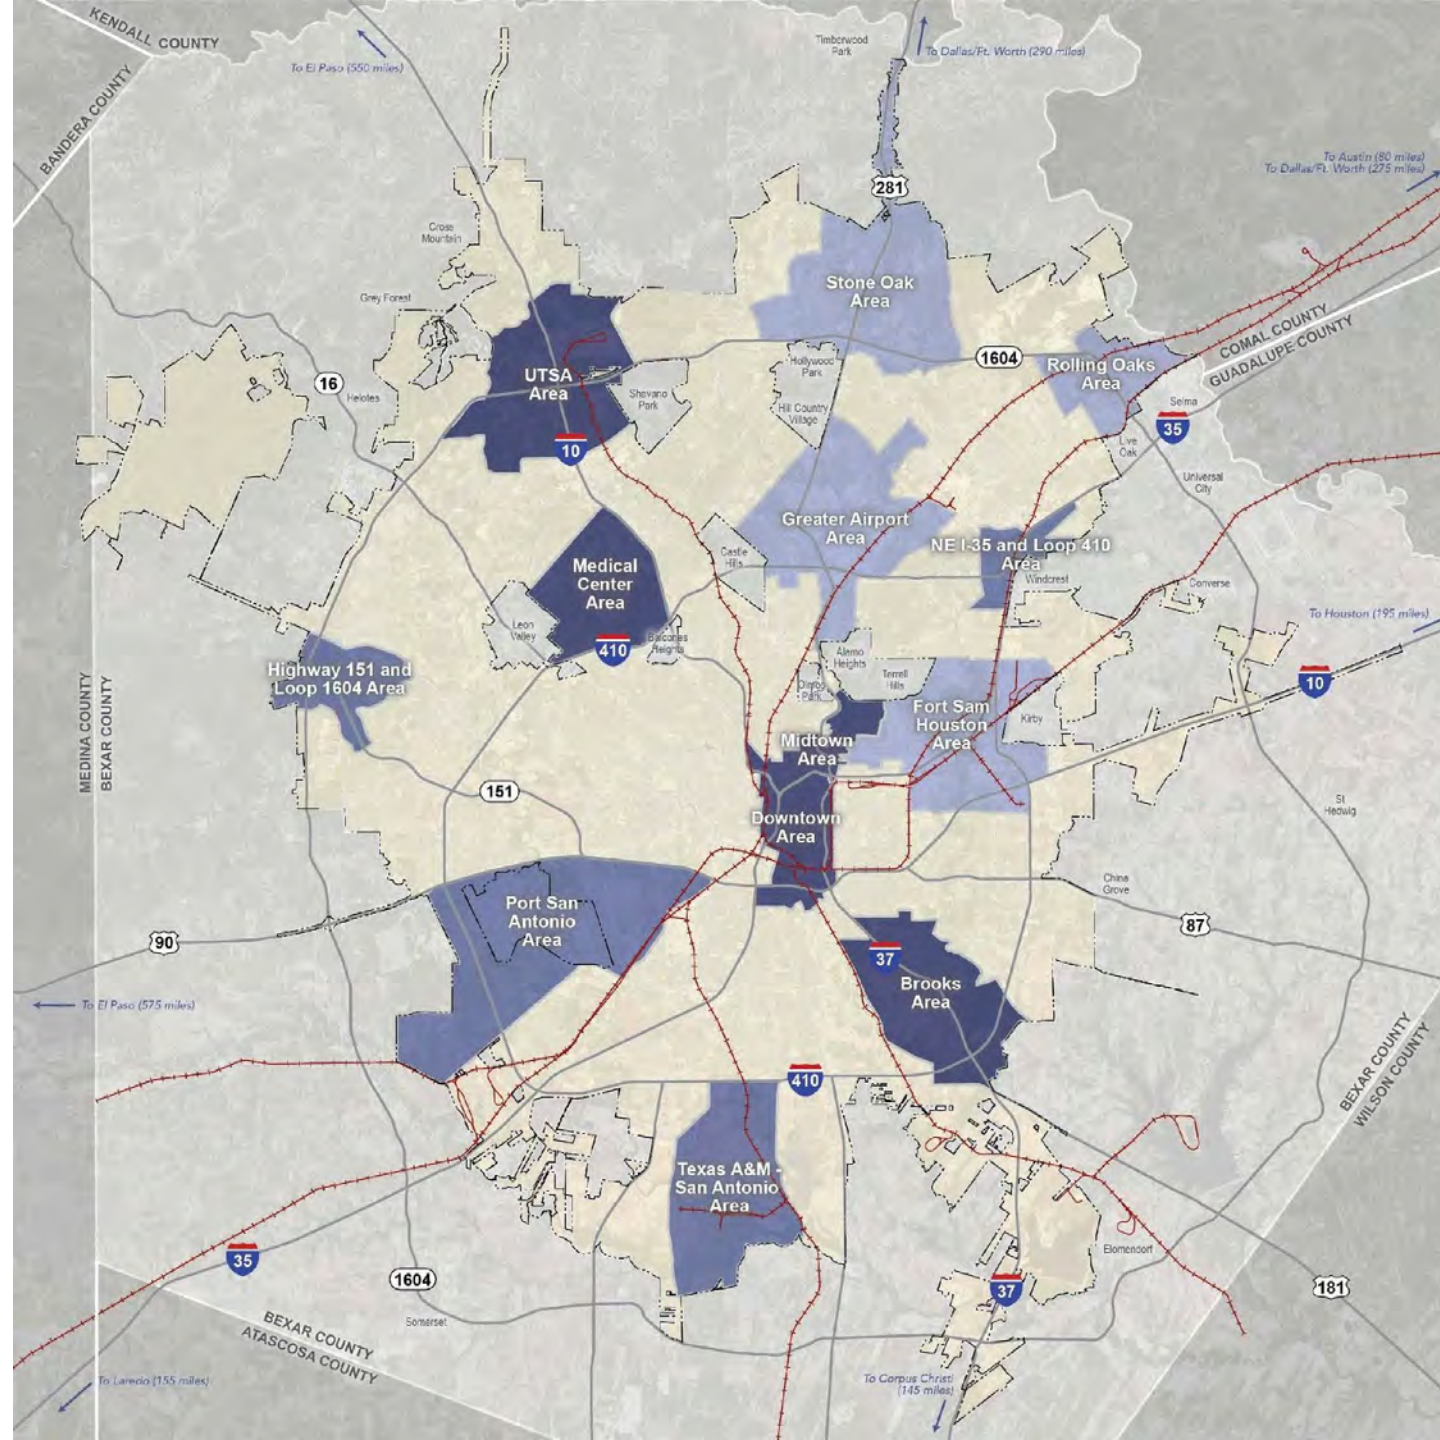 KENDALL COUNTY
BANDERA COUNTY
To El Paso (550 miles)
Timberwood
Park
To Dallas/Ft. Worth (290 miles)
To Austin (80 miles)
To Dallas/Ft. Worth (275 miles)
281
Cross
Mountain
Grey Forest
Stone Oak
Area
COMAL COUNTY
GUADALUPE COUNTY
1604
Rolling Oaks
Area
Hollywood
Park
UTSA
Area
16
Helotes
Shavano
Park
Hill Country
Village
Selma
35
10
Live
Oak
Universal
City
Greater Airport
Area
NE I-35 and Loop 410
Area
Windcrest
Castle
Hills
Medical
Center
Area
Converse
To Houston (195 miles)
Leon
Valley
410
Balcones
Heights
Alamo
Heights
Terrell
Hills
Olmos
Park
10
Highway 151 and
Loop 1604 Area
MEDINA COUNTY
BEXAR COUNTY
Fort Sam
Houston
Area
Kirby
Midtown
Area
151
Downtown
Area
St
Hedwig
China
Grove
Port San
Antonio
Area
90
87
37
Brooks
Area
To El Paso (575 miles)
BEXAR COUNTY
WILSON COUNTY
410
Texas A&M -
San Antonio
Area
35
1604
Elmendorf
37
181
Somerset
BEXAR COUNTY
ATASCOSA COUNTY
To Laredo (155 miles)
To Corpus Christi
(145 miles)